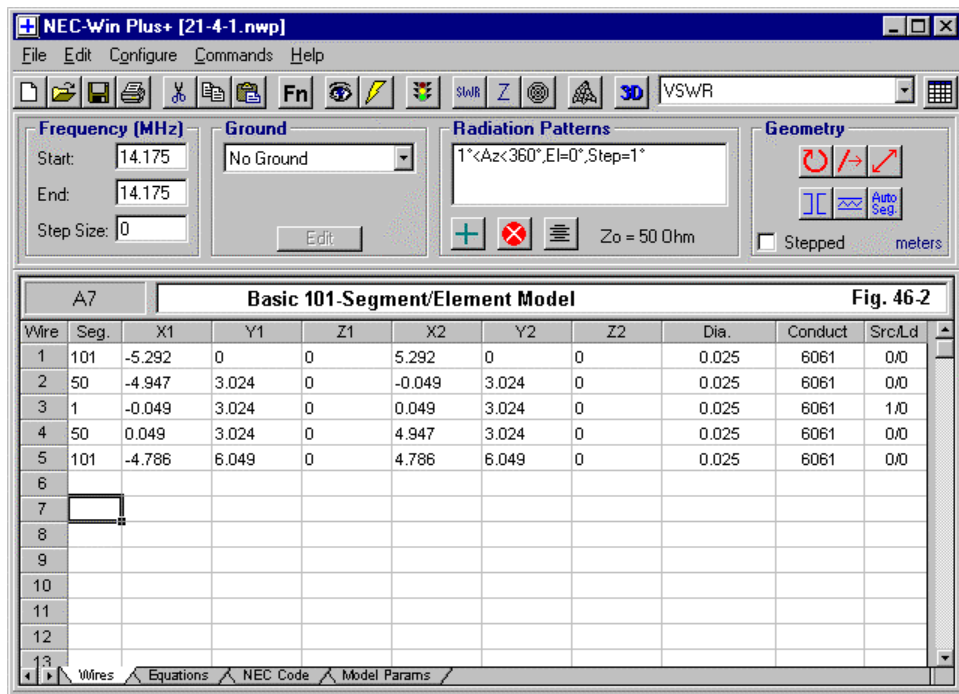 NEC-Win Plus+ [21-4-1.nwp]
File Edit Configure Commands Help
Fn SWR Z 3D VSWR
Frequency (MHz) Ground Radiation Patterns Geometry
Start: 14.175 No Ground 1°<Az<360°,El=0°,Step=1°
End: 14.175 Auto Seg.
Step Size: 0 Edit Zo = 50 Ohm Stepped meters
A7 Basic 101-Segment/Element Model Fig. 46-2
Wire Seg. X1 Y1 Z1 X2 Y2 Z2 Dia. Conduct Src/Ld
1 101 -5.292 0 0 5.292 0 0 0.025 6061 0/0
2 50 -4.947 3.024 0 -0.049 3.024 0 0.025 6061 0/0
3 1 -0.049 3.024 0 0.049 3.024 0 0.025 6061 1/0
4 50 0.049 3.024 0 4.947 3.024 0 0.025 6061 0/0
5 101 -4.786 6.049 0 4.786 6.049 0 0.025 6061 0/0
6
7
8
9
10
11
12
13
Wires Equations NEC Code Model Params